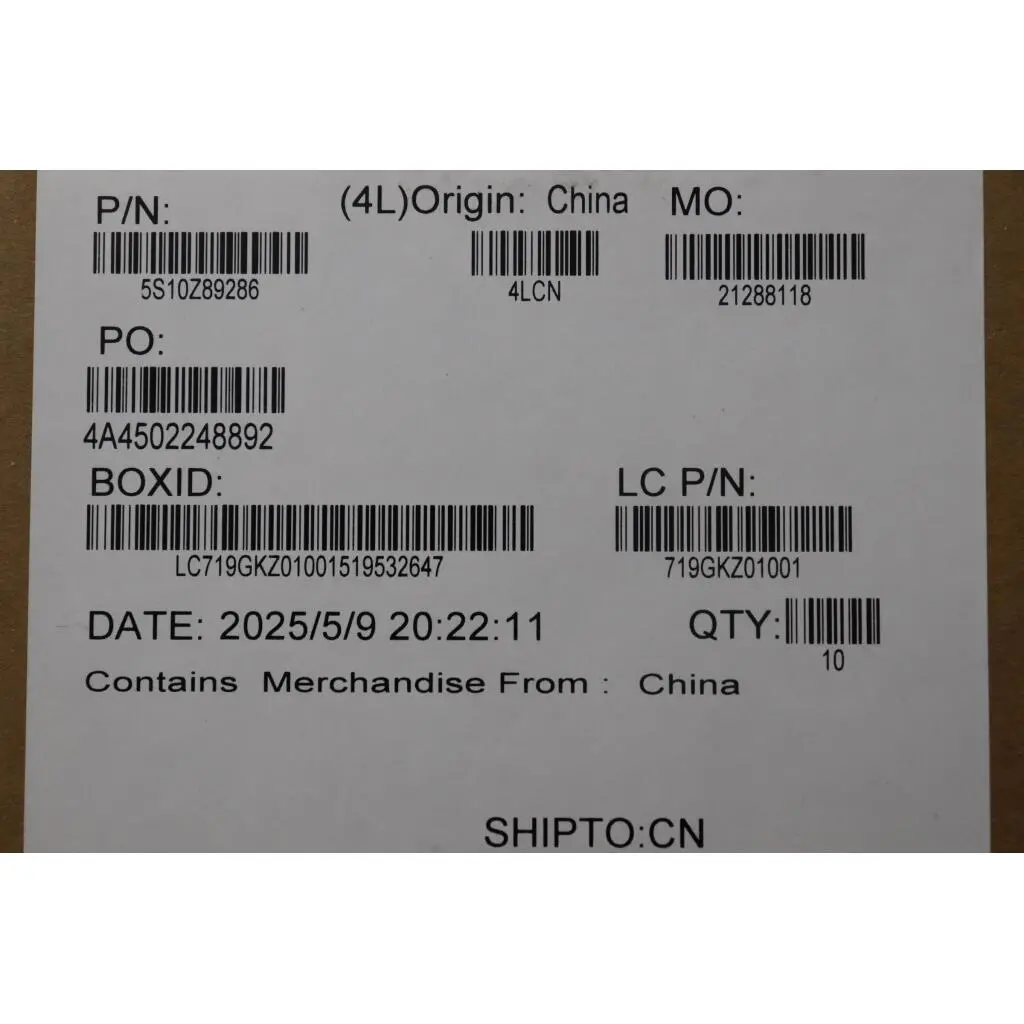 P/N: (4L)Origin: China MO:
5S10Z89286 4LCN 21288118
PO:
4A4502248892
BOXID: LC P/N:
LC719GKZ01001519532647 719GKZ01001
DATE: 2025/5/9 20:22:11 QTY:
10
Contains Merchandise From : China
SHIPTO:CN